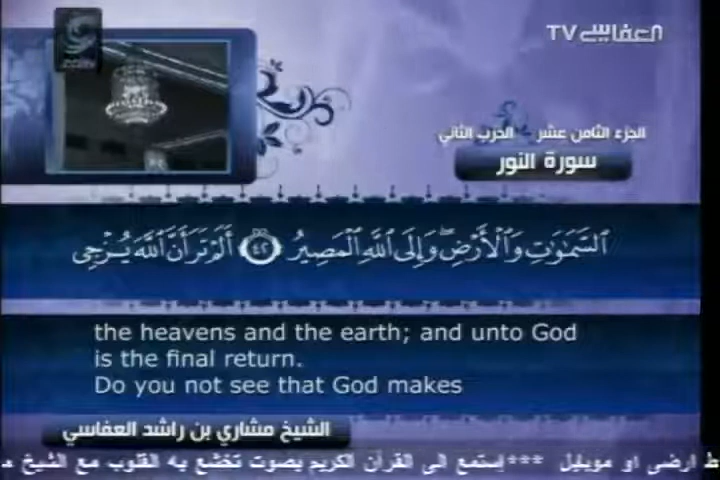 العفاسي TV
الجزء الثامن عشر الحزب الثاني
سورة النور
ٱلسَّمَٰوَٰتِ وَٱلْأَرْضِۖ وَإِلَى ٱللَّهِ ٱلْمَصِيرُ ٤٢ أَلَمْ تَرَ أَنَّ ٱللَّهَ يُزْجِى
the heavens and the earth; and unto God
is the final return.
Do you not see that God makes
الشيخ مشاري بن راشد العفاسي
ارضى او موبايل ***إستمع الى القرآن الكريم بصوت تخشع به القلوب مع الشيخ